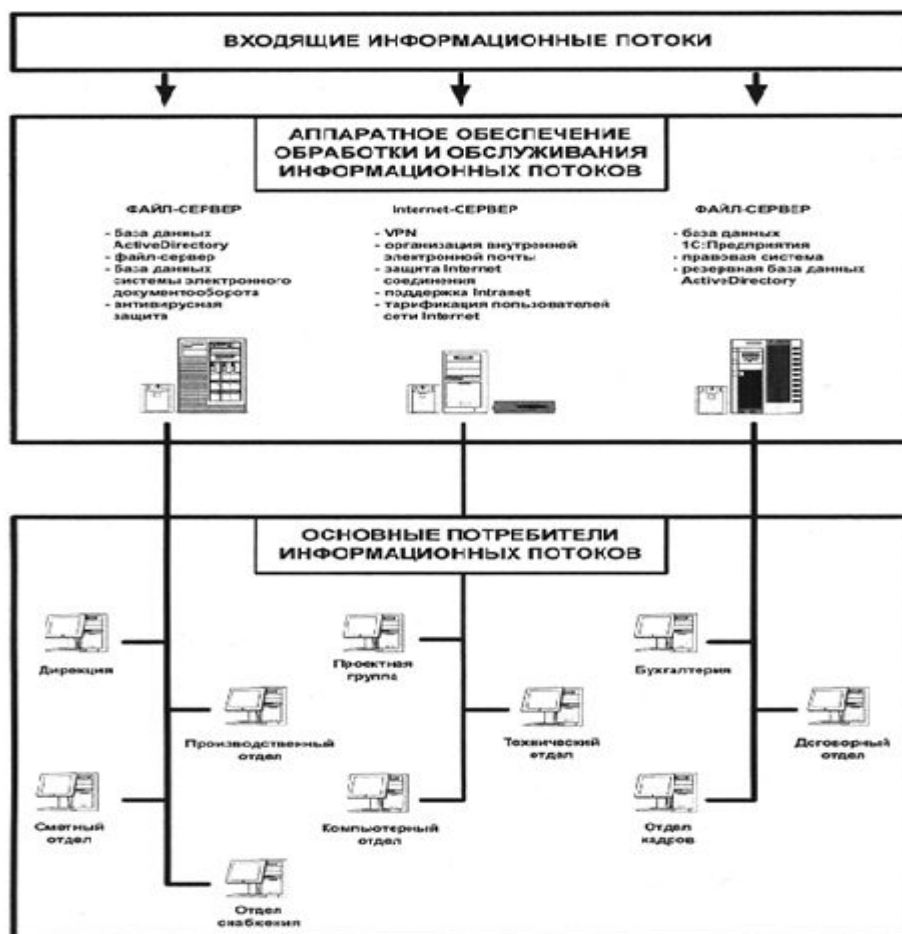 ВХОДЯЩИЕ ИНФОРМАЦИОННЫЕ ПОТОКИ
АППАРАТНОЕ ОБЕСПЕЧЕНИЕ
ОБРАБОТКИ И ОБСЛУЖИВАНИЯ
ИНФОРМАЦИОННЫХ ПОТОКОВ
ФАЙЛ-СЕРВЕР
- база данных
ActiveDirectory
- файл-сервер
- база данных
системы электронного
документооборота
- антивирусная
защита
Internet-СЕРВЕР
- VPN
- организация внутренней
электронной почты
- защита Internet
соединения
- поддержка Intranet
- тарификация пользователей
сети Internet
ФАЙЛ-СЕРВЕР
- база данных
1С:Предприятия
- правовая система
- резервная база данных
ActiveDirectory
ОСНОВНЫЕ ПОТРЕБИТЕЛИ
ИНФОРМАЦИОННЫХ ПОТОКОВ
Дирекция
Проектная
группа
Бухгалтерия
Производственный
отдел
Технический
отдел
Договорный
отдел
Сметный
отдел
Компьютерный
отдел
Отдел
кадров
Отдел
снабжения